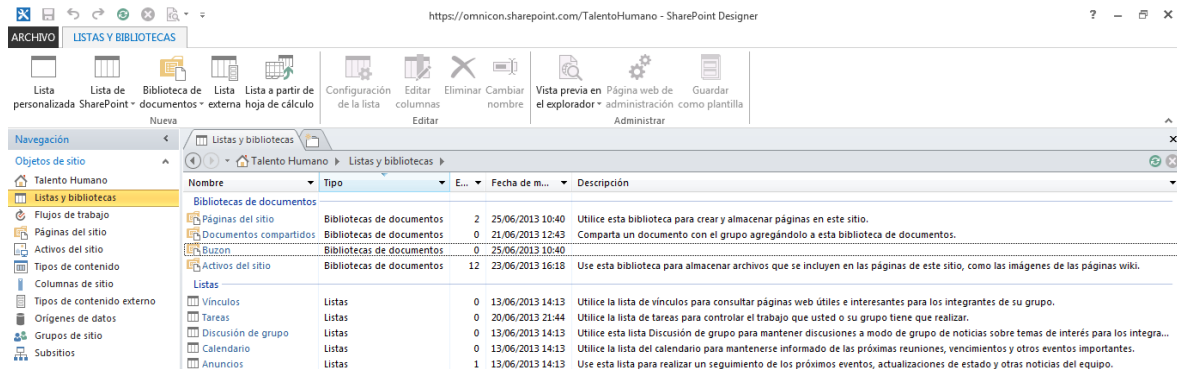 https://omnicon.sharepoint.com/TalentoHumano - SharePoint Designer
ARCHIVO LISTAS Y BIBLIOTECAS
Lista personalizada
Lista de SharePoint
Biblioteca de documentos
Lista externa
Lista a partir de hoja de cálculo
Configuración de la lista
Editar columnas
Eliminar
Cambiar nombre
Vista previa en el explorador
Página web de administración
Guardar como plantilla
Nueva Editar Administrar
Navegación
Objetos de sitio
Talento Humano
Listas y bibliotecas
Flujos de trabajo
Páginas del sitio
Activos del sitio
Tipos de contenido
Columnas de sitio
Tipos de contenido externo
Orígenes de datos
Grupos de sitio
Subsitios
Listas y bibliotecas
Talento Humano Listas y bibliotecas
Nombre Tipo E... Fecha de m... Descripción
Bibliotecas de documentos
Páginas del sitio Bibliotecas de documentos 2 25/06/2013 10:40 Utilice esta biblioteca para crear y almacenar páginas en este sitio.
Documentos compartidos Bibliotecas de documentos 0 21/06/2013 12:43 Comparta un documento con el grupo agregándolo a esta biblioteca de documentos.
Buzon Bibliotecas de documentos 0 25/06/2013 10:40
Activos del sitio Bibliotecas de documentos 12 23/06/2013 16:18 Use esta biblioteca para almacenar archivos que se incluyen en las páginas de este sitio, como las imágenes de las páginas wiki.
Listas
Vínculos Listas 0 13/06/2013 14:13 Utilice la lista de vínculos para consultar páginas web útiles e interesantes para los integrantes de su grupo.
Tareas Listas 0 20/06/2013 21:44 Utilice la lista de tareas para controlar el trabajo que usted o su grupo tiene que realizar.
Discusión de grupo Listas 0 13/06/2013 14:13 Utilice esta lista Discusión de grupo para mantener discusiones a modo de grupo de noticias sobre temas de interés para los integra...
Calendario Listas 0 13/06/2013 14:13 Utilice la lista del calendario para mantenerse informado de las próximas reuniones, vencimientos y otros eventos importantes.
Anuncios Listas 1 13/06/2013 14:13 Use esta lista para realizar un seguimiento de los próximos eventos, actualizaciones de estado y otras noticias del equipo.